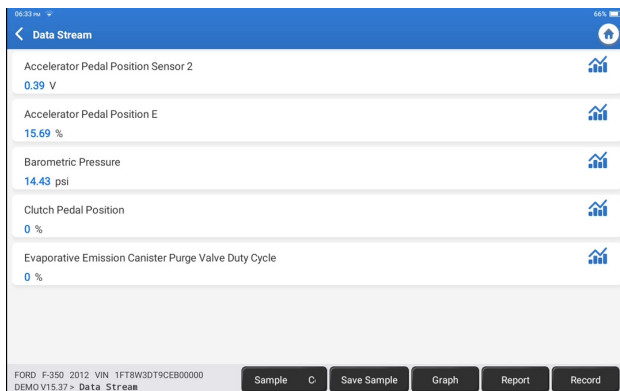 06:33 PM
66%
Data Stream
Accelerator Pedal Position Sensor 2
0.39 V
Accelerator Pedal Position E
15.69 %
Barometric Pressure
14.43 psi
Clutch Pedal Position
0 %
Evaporative Emission Canister Purge Valve Duty Cycle
0 %
FORD F-350 2012 VIN 1FT8W3DT9CEB00000
DEMO V15.37 > Data Stream
Sample Save Sample Graph Report Record